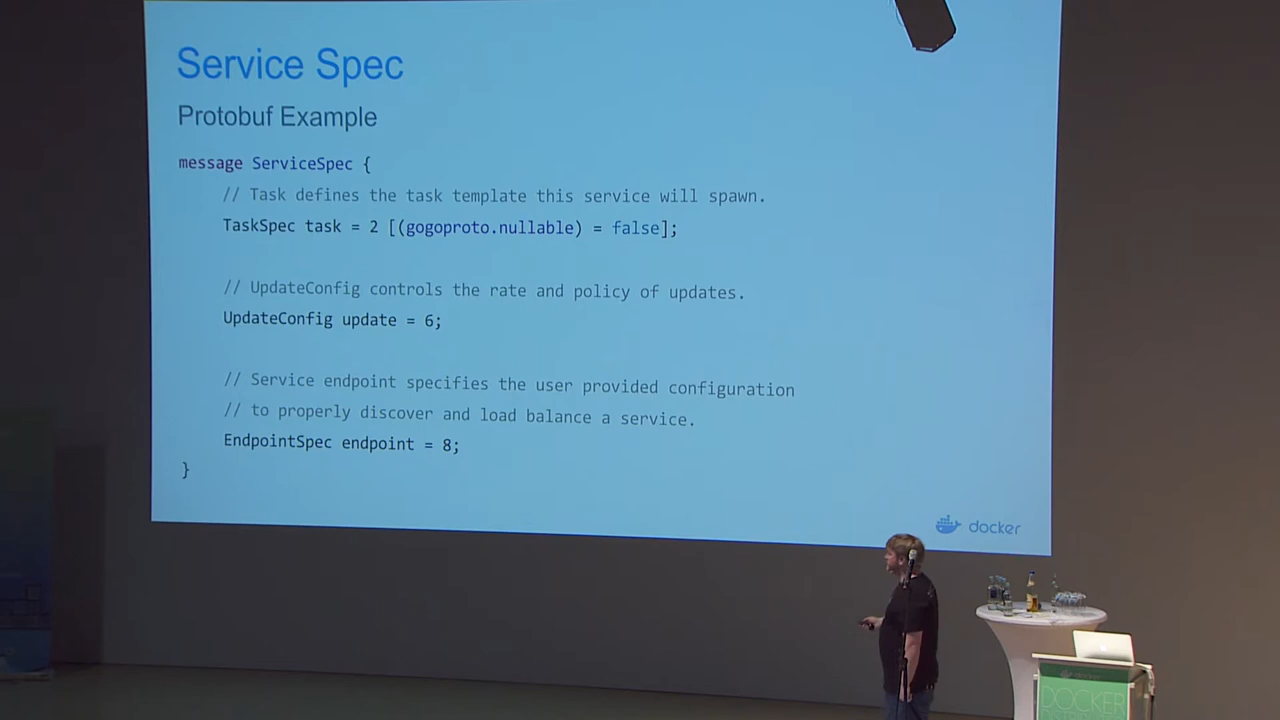 Service Spec
Protobuf Example
message ServiceSpec {
// Task defines the task template this service will spawn.
TaskSpec task = 2 [(gogoproto.nullable) = false];
// UpdateConfig controls the rate and policy of updates.
UpdateConfig update = 6;
// Service endpoint specifies the user provided configuration
// to properly discover and load balance a service.
EndpointSpec endpoint = 8;
}
docker
docker
DOCKER